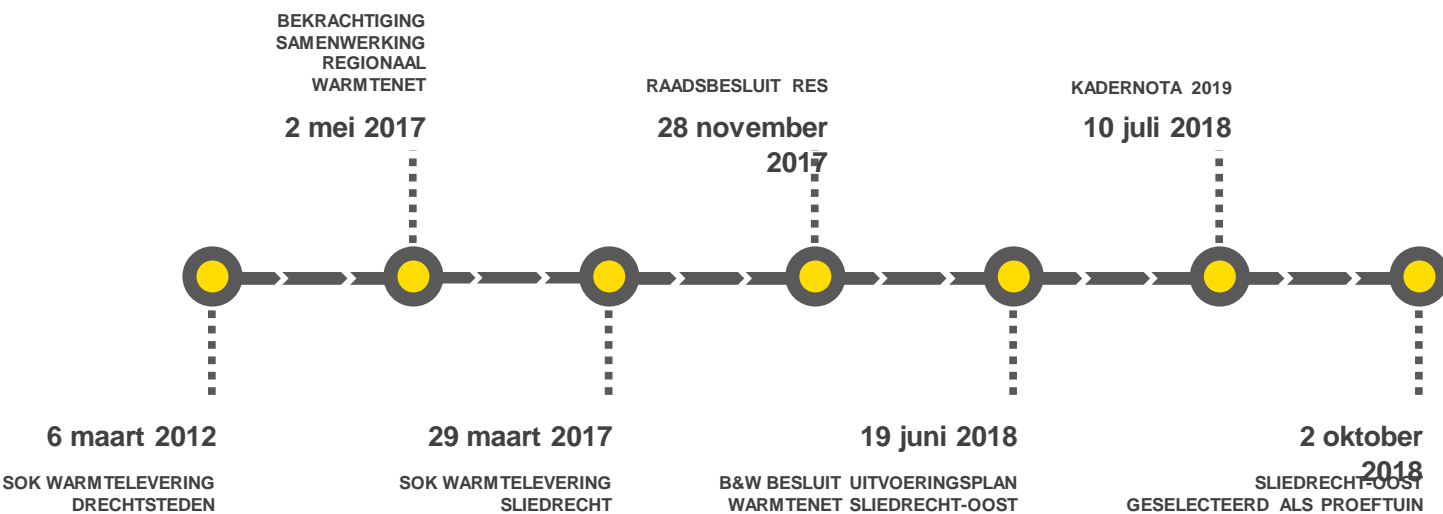 BEKRACHTIGING
SAMENWERKING
REGIONAAL
WARMTENET
2 mei 2017
RAADSBESLUIT RES
28 november
2017
KADERNOTA 2019
10 juli 2018
6 maart 2012
SOK WARMTELEVERING
DRECHTSTEDEN
29 maart 2017
SOK WARMTELEVERING
SLIEDRECHT
19 juni 2018
B&W BESLUIT UITVOERINGSPLAN
WARMTENET SLIEDRECHT-OOST
2 oktober
2018
SLIEDRECHT-OOST
GESELECTEERD ALS PROEFTUIN